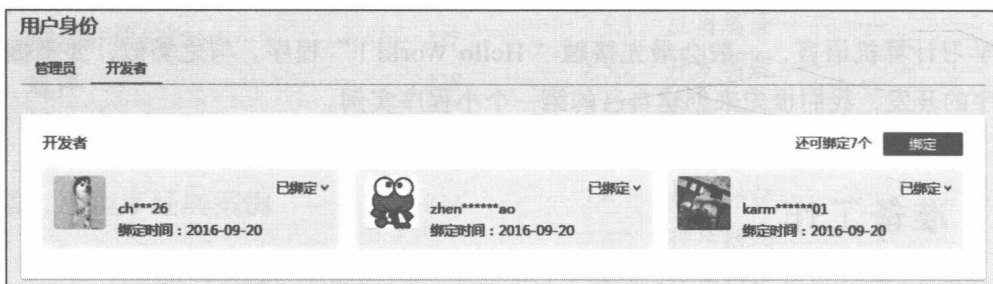 用户身份
管理员 开发者
开发者 还可绑定7个 绑定
已绑定 已绑定 已绑定
ch***26 zhen******ao karm*****01
绑定时间：2016-09-20 绑定时间：2016-09-20 绑定时间：2016-09-20